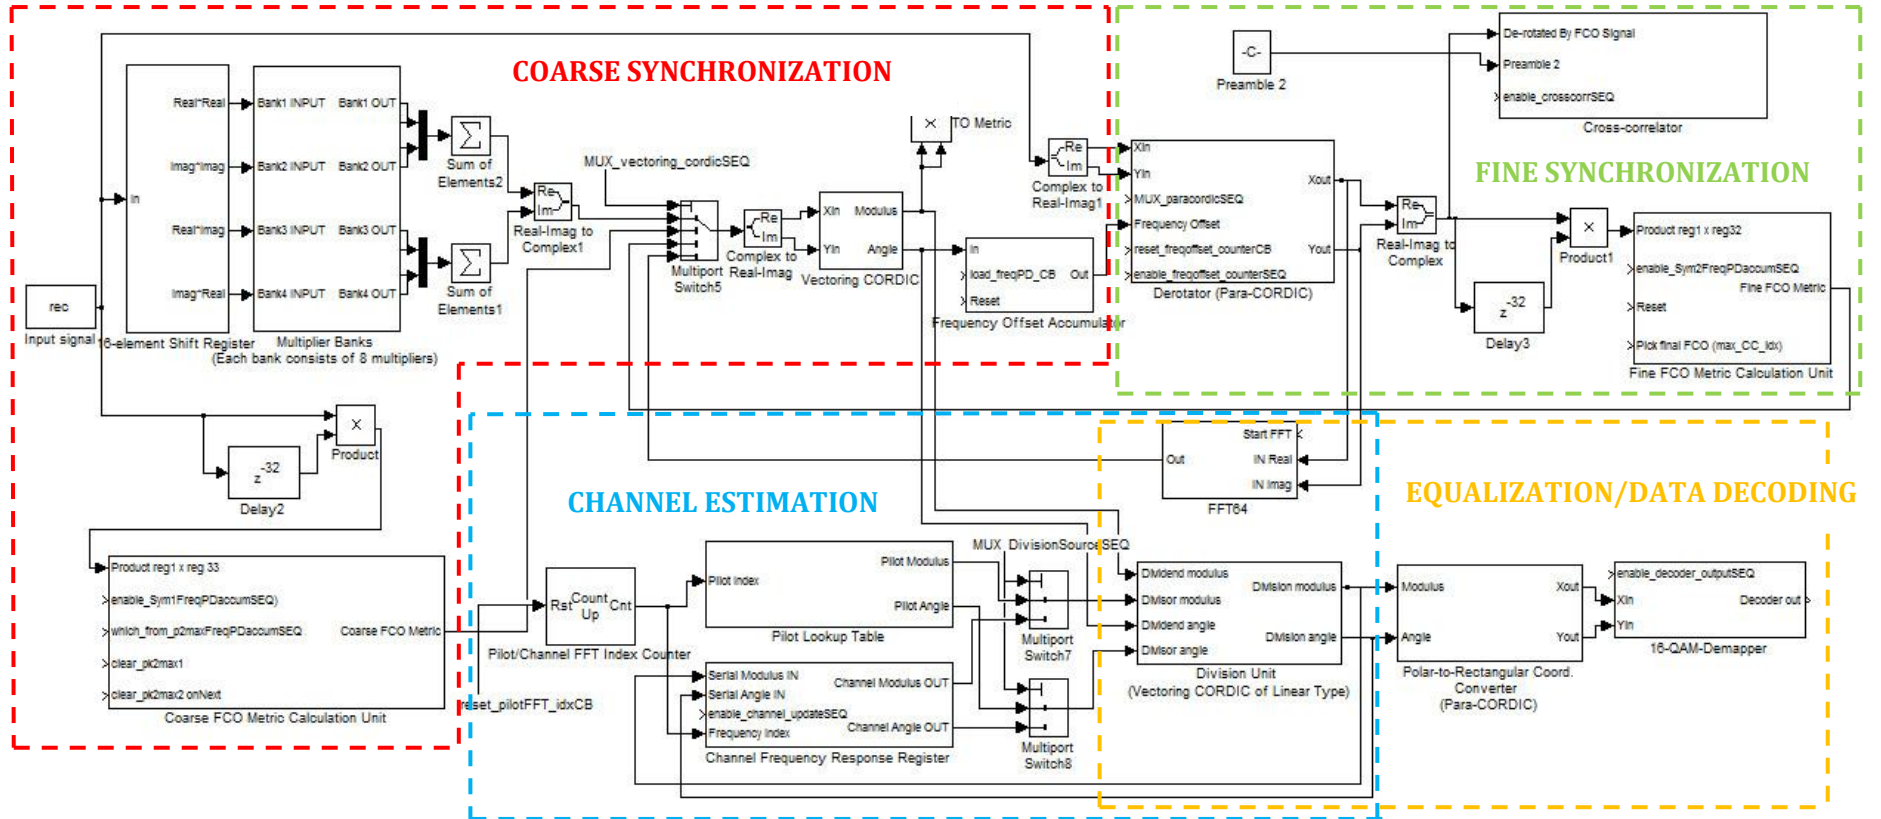 COARSE SYNCHRONIZATION
rec
Input signal
In
Real*Real
Imag*Imag
Real*Imag
Imag*Real
16-element Shift Register
Bank1 INPUT Bank1 OUT
Bank2 INPUT Bank2 OUT
Bank3 INPUT Bank3 OUT
Bank4 INPUT Bank4 OUT
Multiplier Banks
(Each bank consists of 8 multipliers)
Σ
Sum of
Elements2
Σ
Sum of
Elements1
Re
Im
Real-Imag to
Complex1
MUX_vectoring_cordicSEQ
Multiport
Switch5
Re
Im
Complex to
Real-Imag
Xin Modulus
Yin Angle
Vectoring CORDIC
×
TO Metric
In
load_freqPD_CB Out
Reset
Frequency Offset Accumulator
Re
Im
Complex to
Real-Imag1
×
Product
z-32
Delay2
Product reg1 x reg 33
enable_Sym1FreqPDaccumSEQ)
which_from_p2maxFreqPDaccumSEQ
Coarse FCO Metric
clear_pk2max1
clear_pk2max2 onNext
Coarse FCO Metric Calculation Unit
FINE SYNCHRONIZATION
-C-
Preamble 2
De-rotated By FCO Signal
Preamble 2
enable_crosscorrSEQ
Cross-correlator
Xin
Yin
Xout
MUX_paracordicSEQ
Frequency Offset
reset_freqoffset_counterCB
Yout
enable_freqoffset_counterSEQ
Derotator (Para-CORDIC)
Re
Im
Real-Imag to
Complex
×
Product1
z-32
Delay3
Product reg1 x reg32
enable_Sym2FreqPDaccumSEQ
Fine FCO Metric
Reset
Pick final FCO (max_CC_idx)
Fine FCO Metric Calculation Unit
CHANNEL ESTIMATION
Start FFT
Out IN Real
IN Imag
FFT64
Rst Count Up Cnt
Pilot/Channel FFT Index Counter
reset_pilotFFT_idxCB
Pilot Modulus
Pilot Index
Pilot Angle
Pilot Lookup Table
Serial Modulus IN
Channel Modulus OUT
Serial Angle IN
enable_channel_updateSEQ
Channel Angle OUT
Frequency Index
Channel Frequency Response Register
MUX_DivisionSourceSEQ
Multiport
Switch7
Multiport
Switch8
Dividend modulus
Division modulus
Divisor modulus
Dividend angle
Division angle
Divisor angle
Division Unit
(Vectoring CORDIC of Linear Type)
EQUALIZATION/DATA DECODING
Modulus Xout
Angle Yout
Polar-to-Rectangular Coord.
Converter
(Para-CORDIC)
enable_decoder_outputSEQ
Xin Decoder out
Yin
16-QAM-Demapper